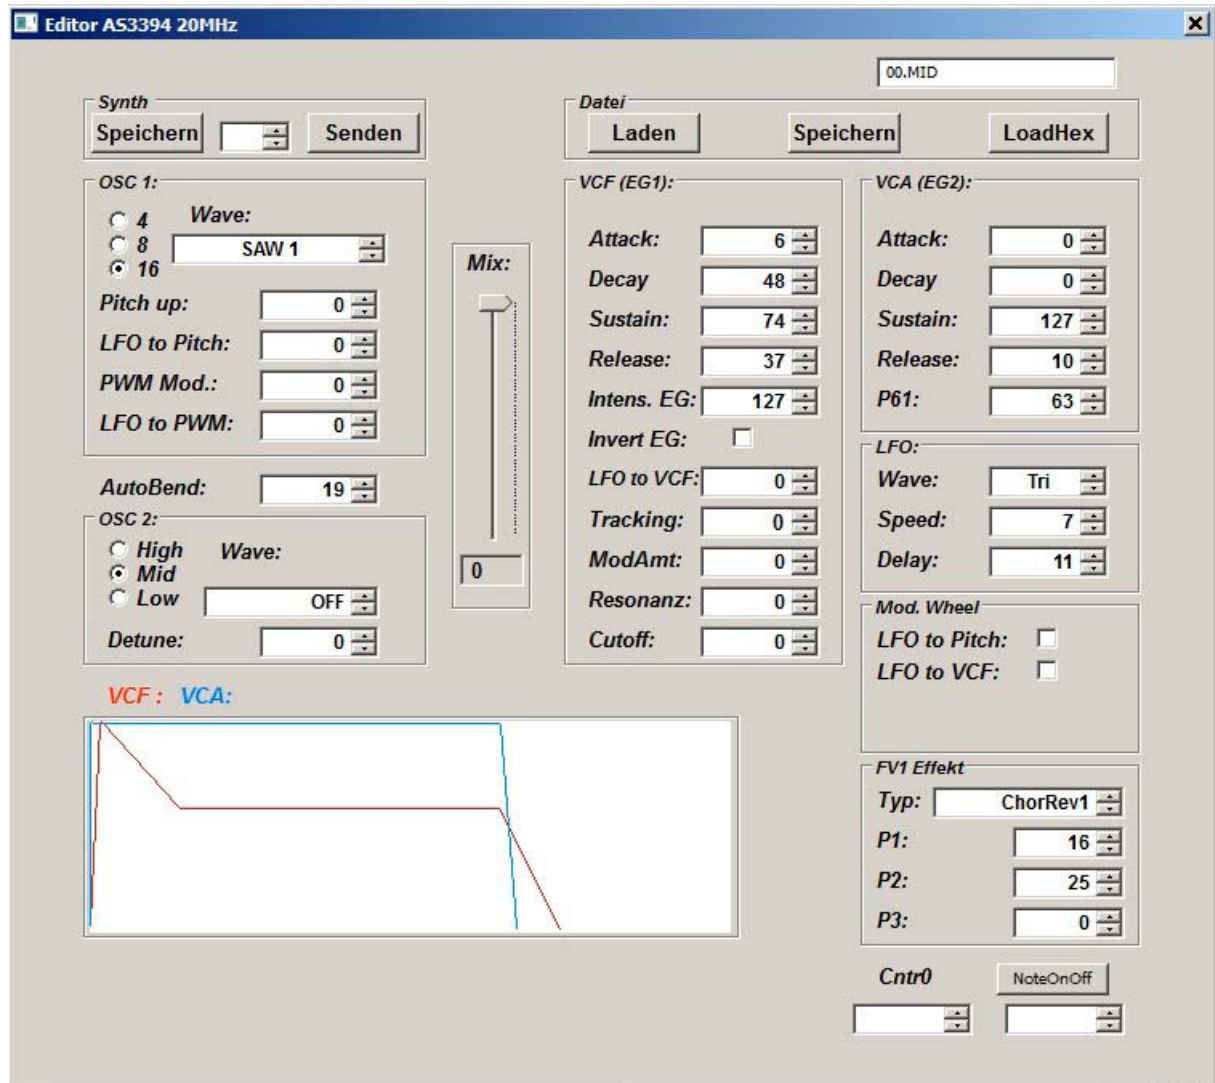 Editor AS3394 20MHz
00.MID
Synth
Speichern Senden
Datei
Laden Speichern LoadHex
OSC 1:
4 Wave:
8 SAW 1
16
Pitch up: 0
LFO to Pitch: 0
PWM Mod.: 0
LFO to PWM: 0
AutoBend: 19
OSC 2:
High Wave:
Mid
Low OFF
Detune: 0
Mix:
0
VCF (EG1):
Attack: 6
Decay 48
Sustain: 74
Release: 37
Intens. EG: 127
Invert EG:
LFO to VCF: 0
Tracking: 0
ModAmt: 0
Resonanz: 0
Cutoff: 0
VCA (EG2):
Attack: 0
Decay 0
Sustain: 127
Release: 10
P61: 63
LFO:
Wave: Tri
Speed: 7
Delay: 11
Mod. Wheel
LFO to Pitch:
LFO to VCF:
VCF : VCA:
FV1 Effekt
Typ: ChorRev1
P1: 16
P2: 25
P3: 0
Cntr0 NoteOnOff